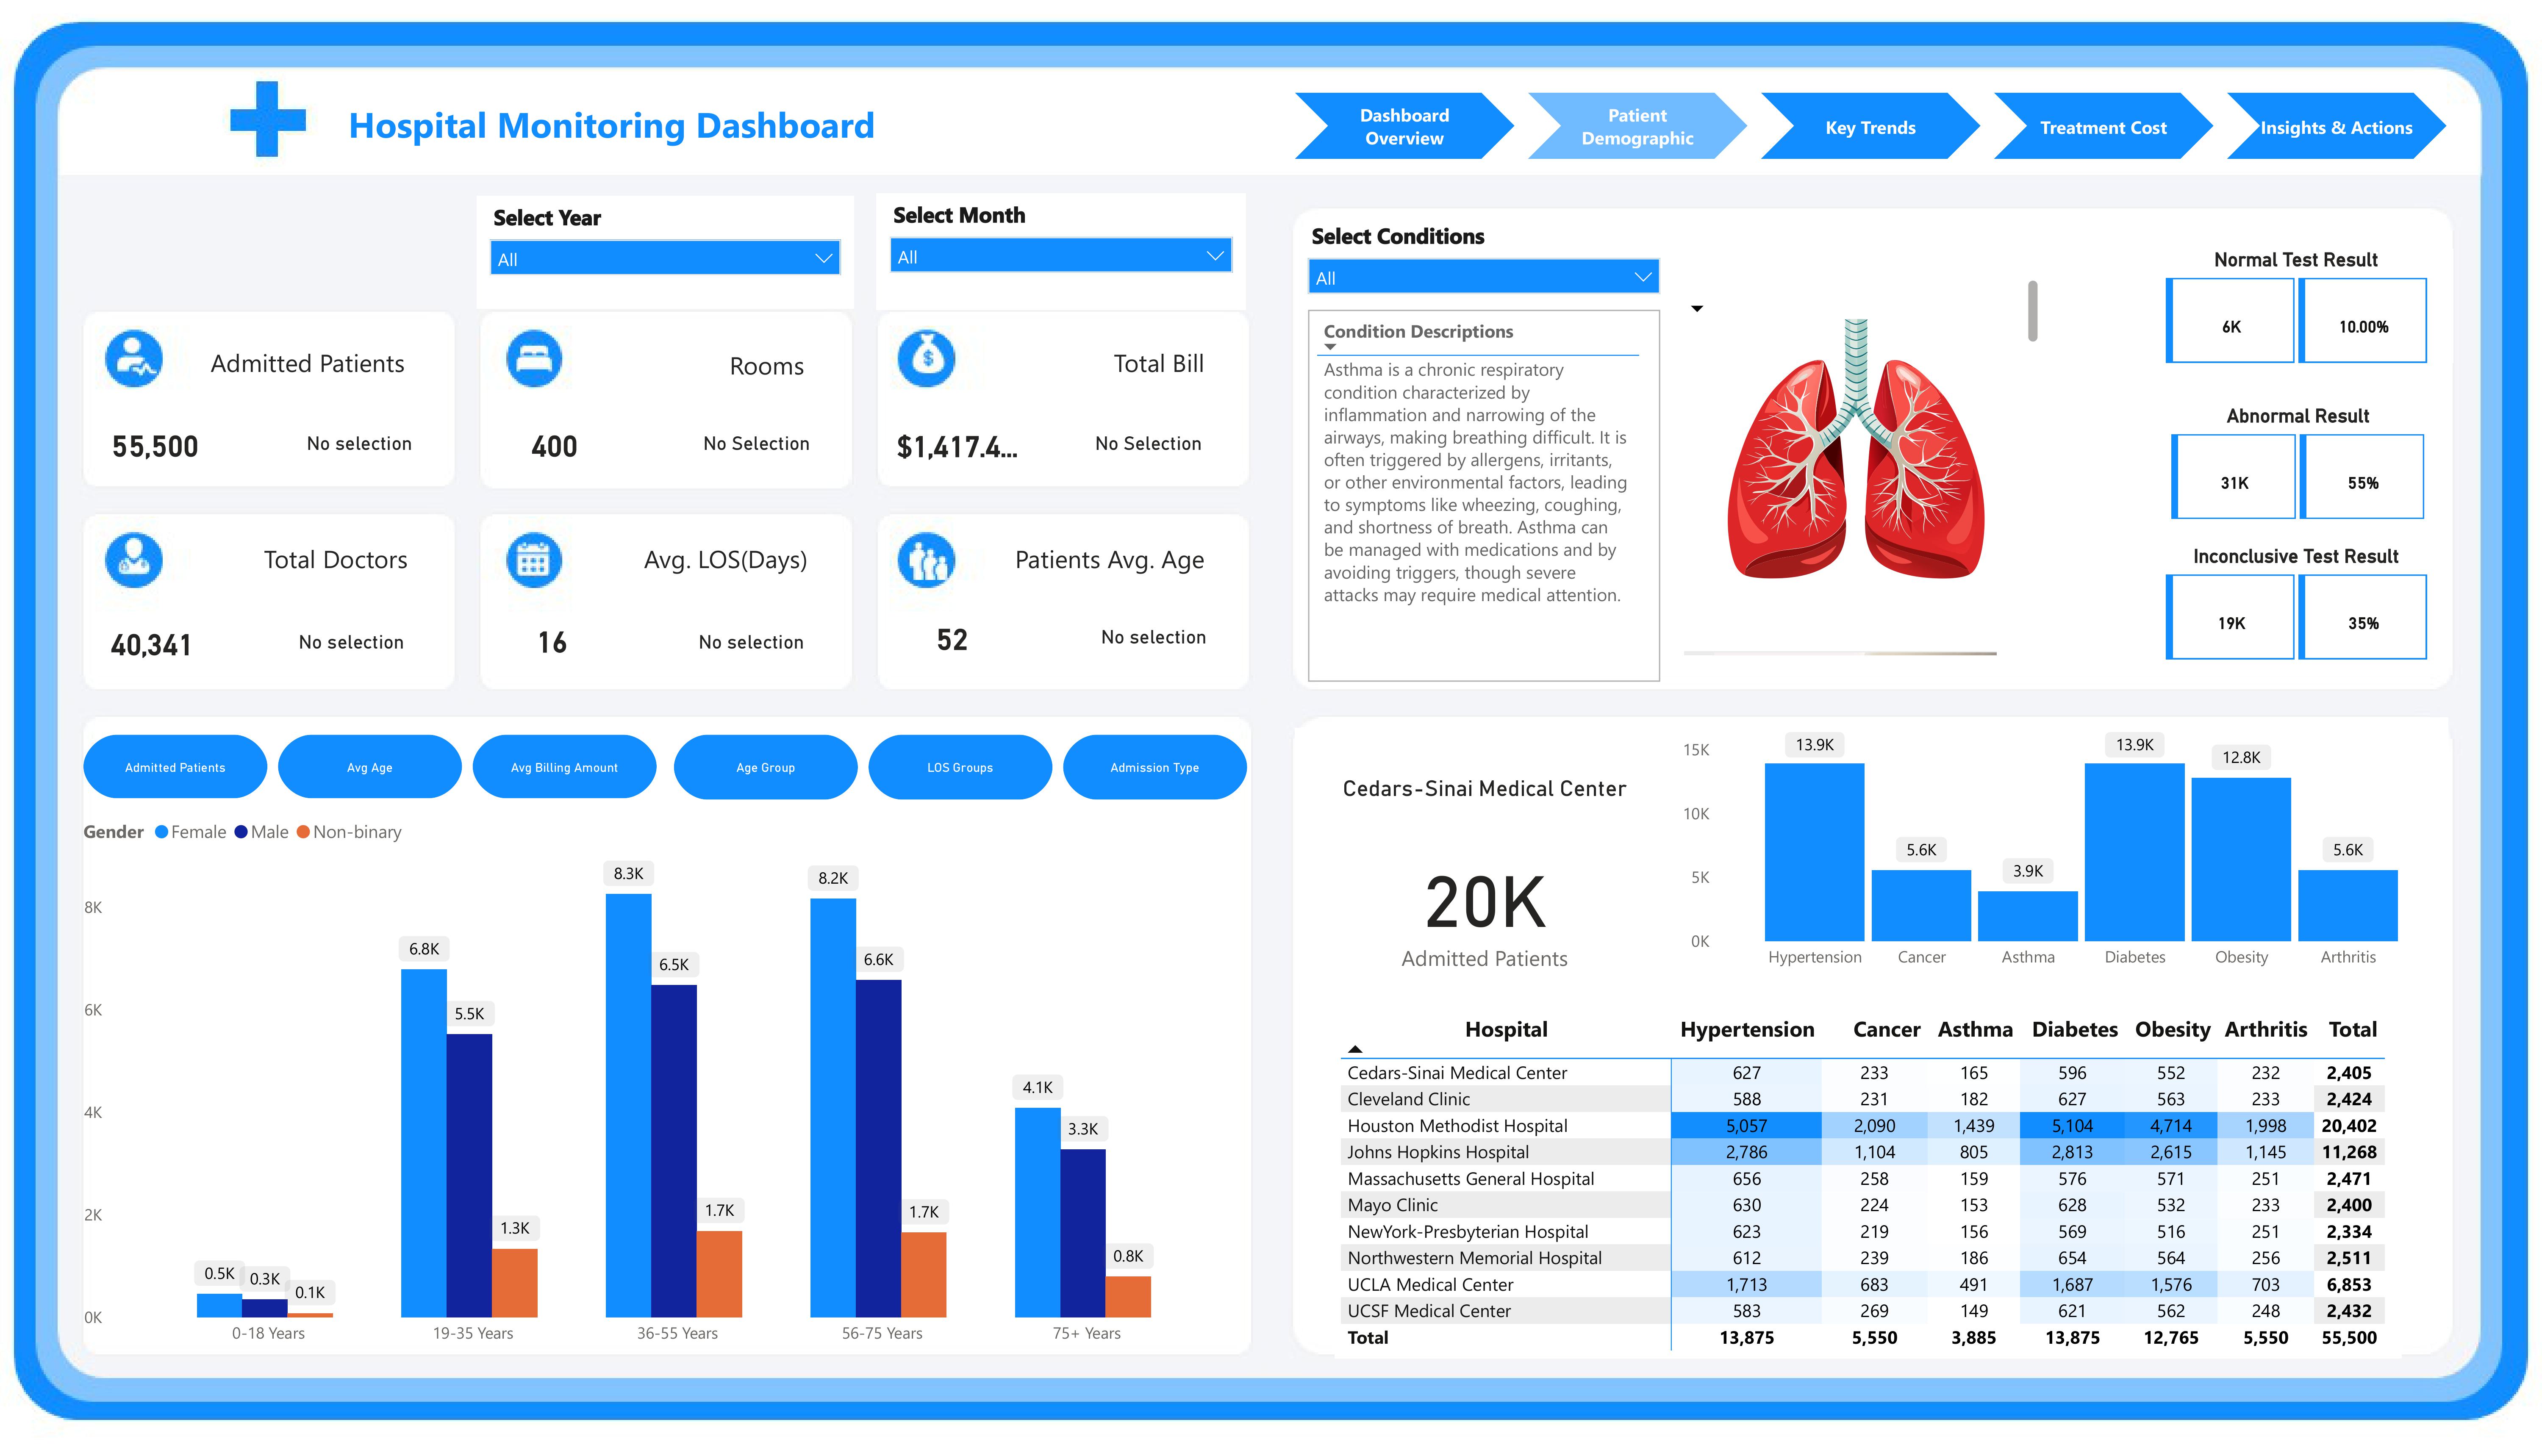 Hospital Monitoring Dashboard
Dashboard
Overview
Patient
Demographic
Key Trends
Treatment Cost
Insights & Actions
Select Year
All
Select Month
All
Admitted Patients
55,500
No selection
Rooms
400
No Selection
Total Bill
$1,417.4...
No Selection
Total Doctors
40,341
No selection
Avg. LOS(Days)
16
No selection
Patients Avg. Age
52
No selection
Select Conditions
All
Condition Descriptions
Asthma is a chronic respiratory
condition characterized by
inflammation and narrowing of the
airways, making breathing difficult. It is
often triggered by allergens, irritants,
or other environmental factors, leading
to symptoms like wheezing, coughing,
and shortness of breath. Asthma can
be managed with medications and by
avoiding triggers, though severe
attacks may require medical attention.
Normal Test Result
6K 10.00%
Abnormal Result
31K 55%
Inconclusive Test Result
19K 35%
Admitted Patients
Avg Age
Avg Billing Amount
Age Group
LOS Groups
Admission Type
Gender Female Male Non-binary
8K
6K
4K
2K
0K
0.5K 0.3K 0.1K
6.8K 5.5K 1.3K
8.3K 6.5K 1.7K
8.2K 6.6K 1.7K
4.1K 3.3K 0.8K
0-18 Years 19-35 Years 36-55 Years 56-75 Years 75+ Years
Cedars-Sinai Medical Center
20K
Admitted Patients
15K
10K
5K
0K
13.9K 5.6K 3.9K 13.9K 12.8K 5.6K
Hypertension Cancer Asthma Diabetes Obesity Arthritis
Hospital Hypertension Cancer Asthma Diabetes Obesity Arthritis Total
Cedars-Sinai Medical Center 627 233 165 596 552 232 2,405
Cleveland Clinic 588 231 182 627 563 233 2,424
Houston Methodist Hospital 5,057 2,090 1,439 5,104 4,714 1,998 20,402
Johns Hopkins Hospital 2,786 1,104 805 2,813 2,615 1,145 11,268
Massachusetts General Hospital 656 258 159 576 571 251 2,471
Mayo Clinic 630 224 153 628 532 233 2,400
NewYork-Presbyterian Hospital 623 219 156 569 516 251 2,334
Northwestern Memorial Hospital 612 239 186 654 564 256 2,511
UCLA Medical Center 1,713 683 491 1,687 1,576 703 6,853
UCSF Medical Center 583 269 149 621 562 248 2,432
Total 13,875 5,550 3,885 13,875 12,765 5,550 55,500